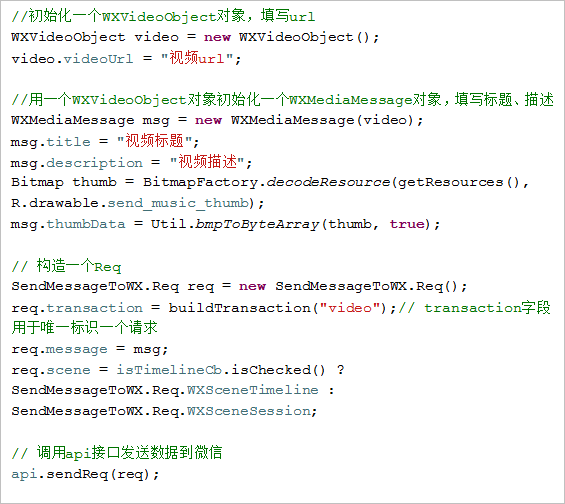 //初始化一个WXVideoObject对象，填写url
WXVideoObject video = new WXVideoObject();
video.videoUrl = "视频url";
//用一个WXVideoObject对象初始化一个WXMediaMessage对象，填写标题、描述
WXMediaMessage msg = new WXMediaMessage(video);
msg.title = "视频标题";
msg.description = "视频描述";
Bitmap thumb = BitmapFactory.decodeResource(getResources(),
R.drawable.send_music_thumb);
msg.thumbData = Util.bmpToByteArray(thumb, true);
// 构造一个Req
SendMessageToWX.Req req = new SendMessageToWX.Req();
req.transaction = buildTransaction("video");// transaction字段
用于唯一标识一个请求
req.message = msg;
req.scene = isTimelineCb.isChecked() ?
SendMessageToWX.Req.WXSceneTimeline :
SendMessageToWX.Req.WXSceneSession;
// 调用api接口发送数据到微信
api.sendReq(req);